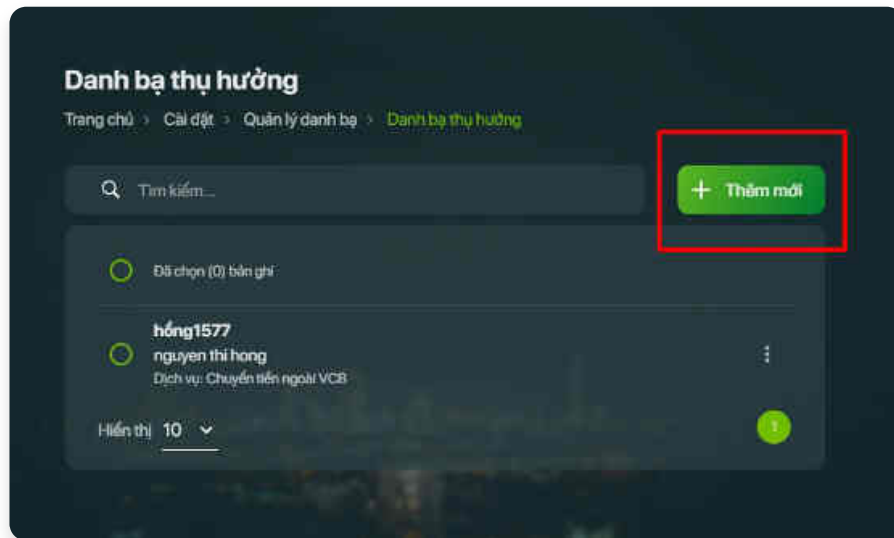 Danh bạ thụ hưởng
Trang chủ > Cài đặt > Quản lý danh bạ > Danh bạ thụ hưởng
Tìm kiếm...
+ Thêm mới
Đã chọn (0) bản ghi
hồng1577
nguyen thi hong
Dịch vụ: Chuyển tiền ngoài VCB
Hiển thị 10
1